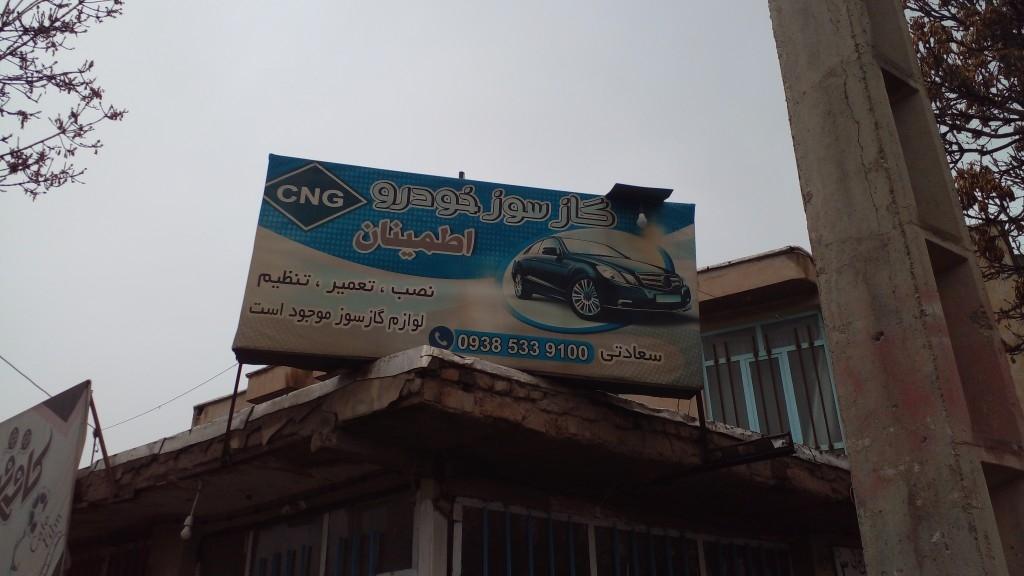 CNG
گاز سوز خودرو
اطمینان
نصب ، تعمیر ، تنظیم
لوازم گازسوز موجود است
سعادتی 0938 533 9100